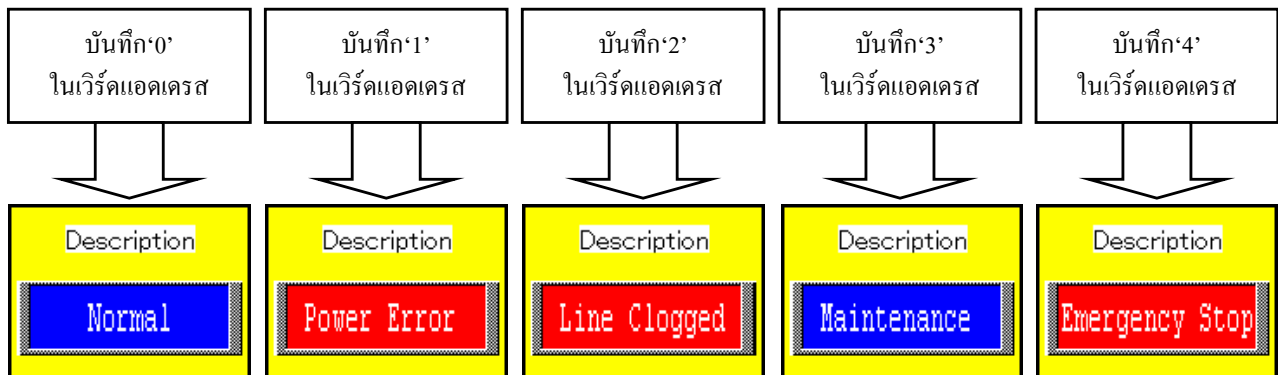 บันทึก‘0’
ในเวิร์ดแอดเดรส
บันทึก‘1’
ในเวิร์ดแอดเดรส
บันทึก‘2’
ในเวิร์ดแอดเดรส
บันทึก‘3’
ในเวิร์ดแอดเดรส
บันทึก‘4’
ในเวิร์ดแอดเดรส
Description
Normal
Description
Power Error
Description
Line Clogged
Description
Maintenance
Description
Emergency Stop